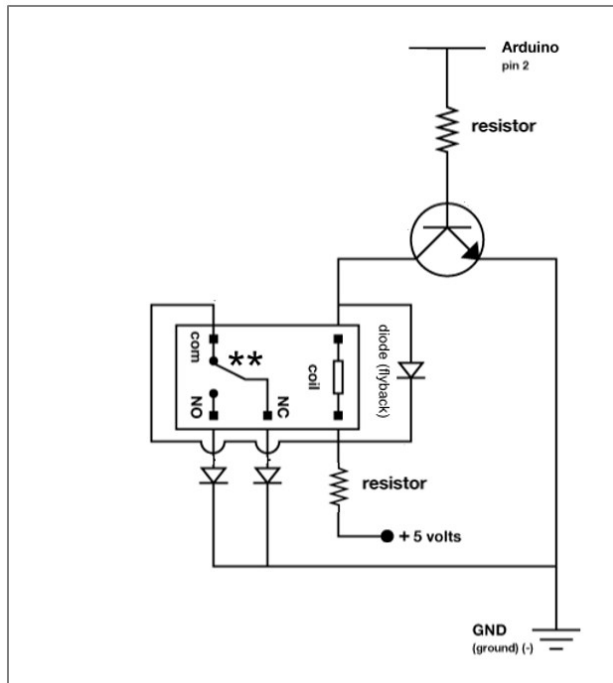 Arduino
pin 2
resistor
diode (flyback)
com
**
coil
NO
NC
resistor
+ 5 volts
GND
(ground) (-)